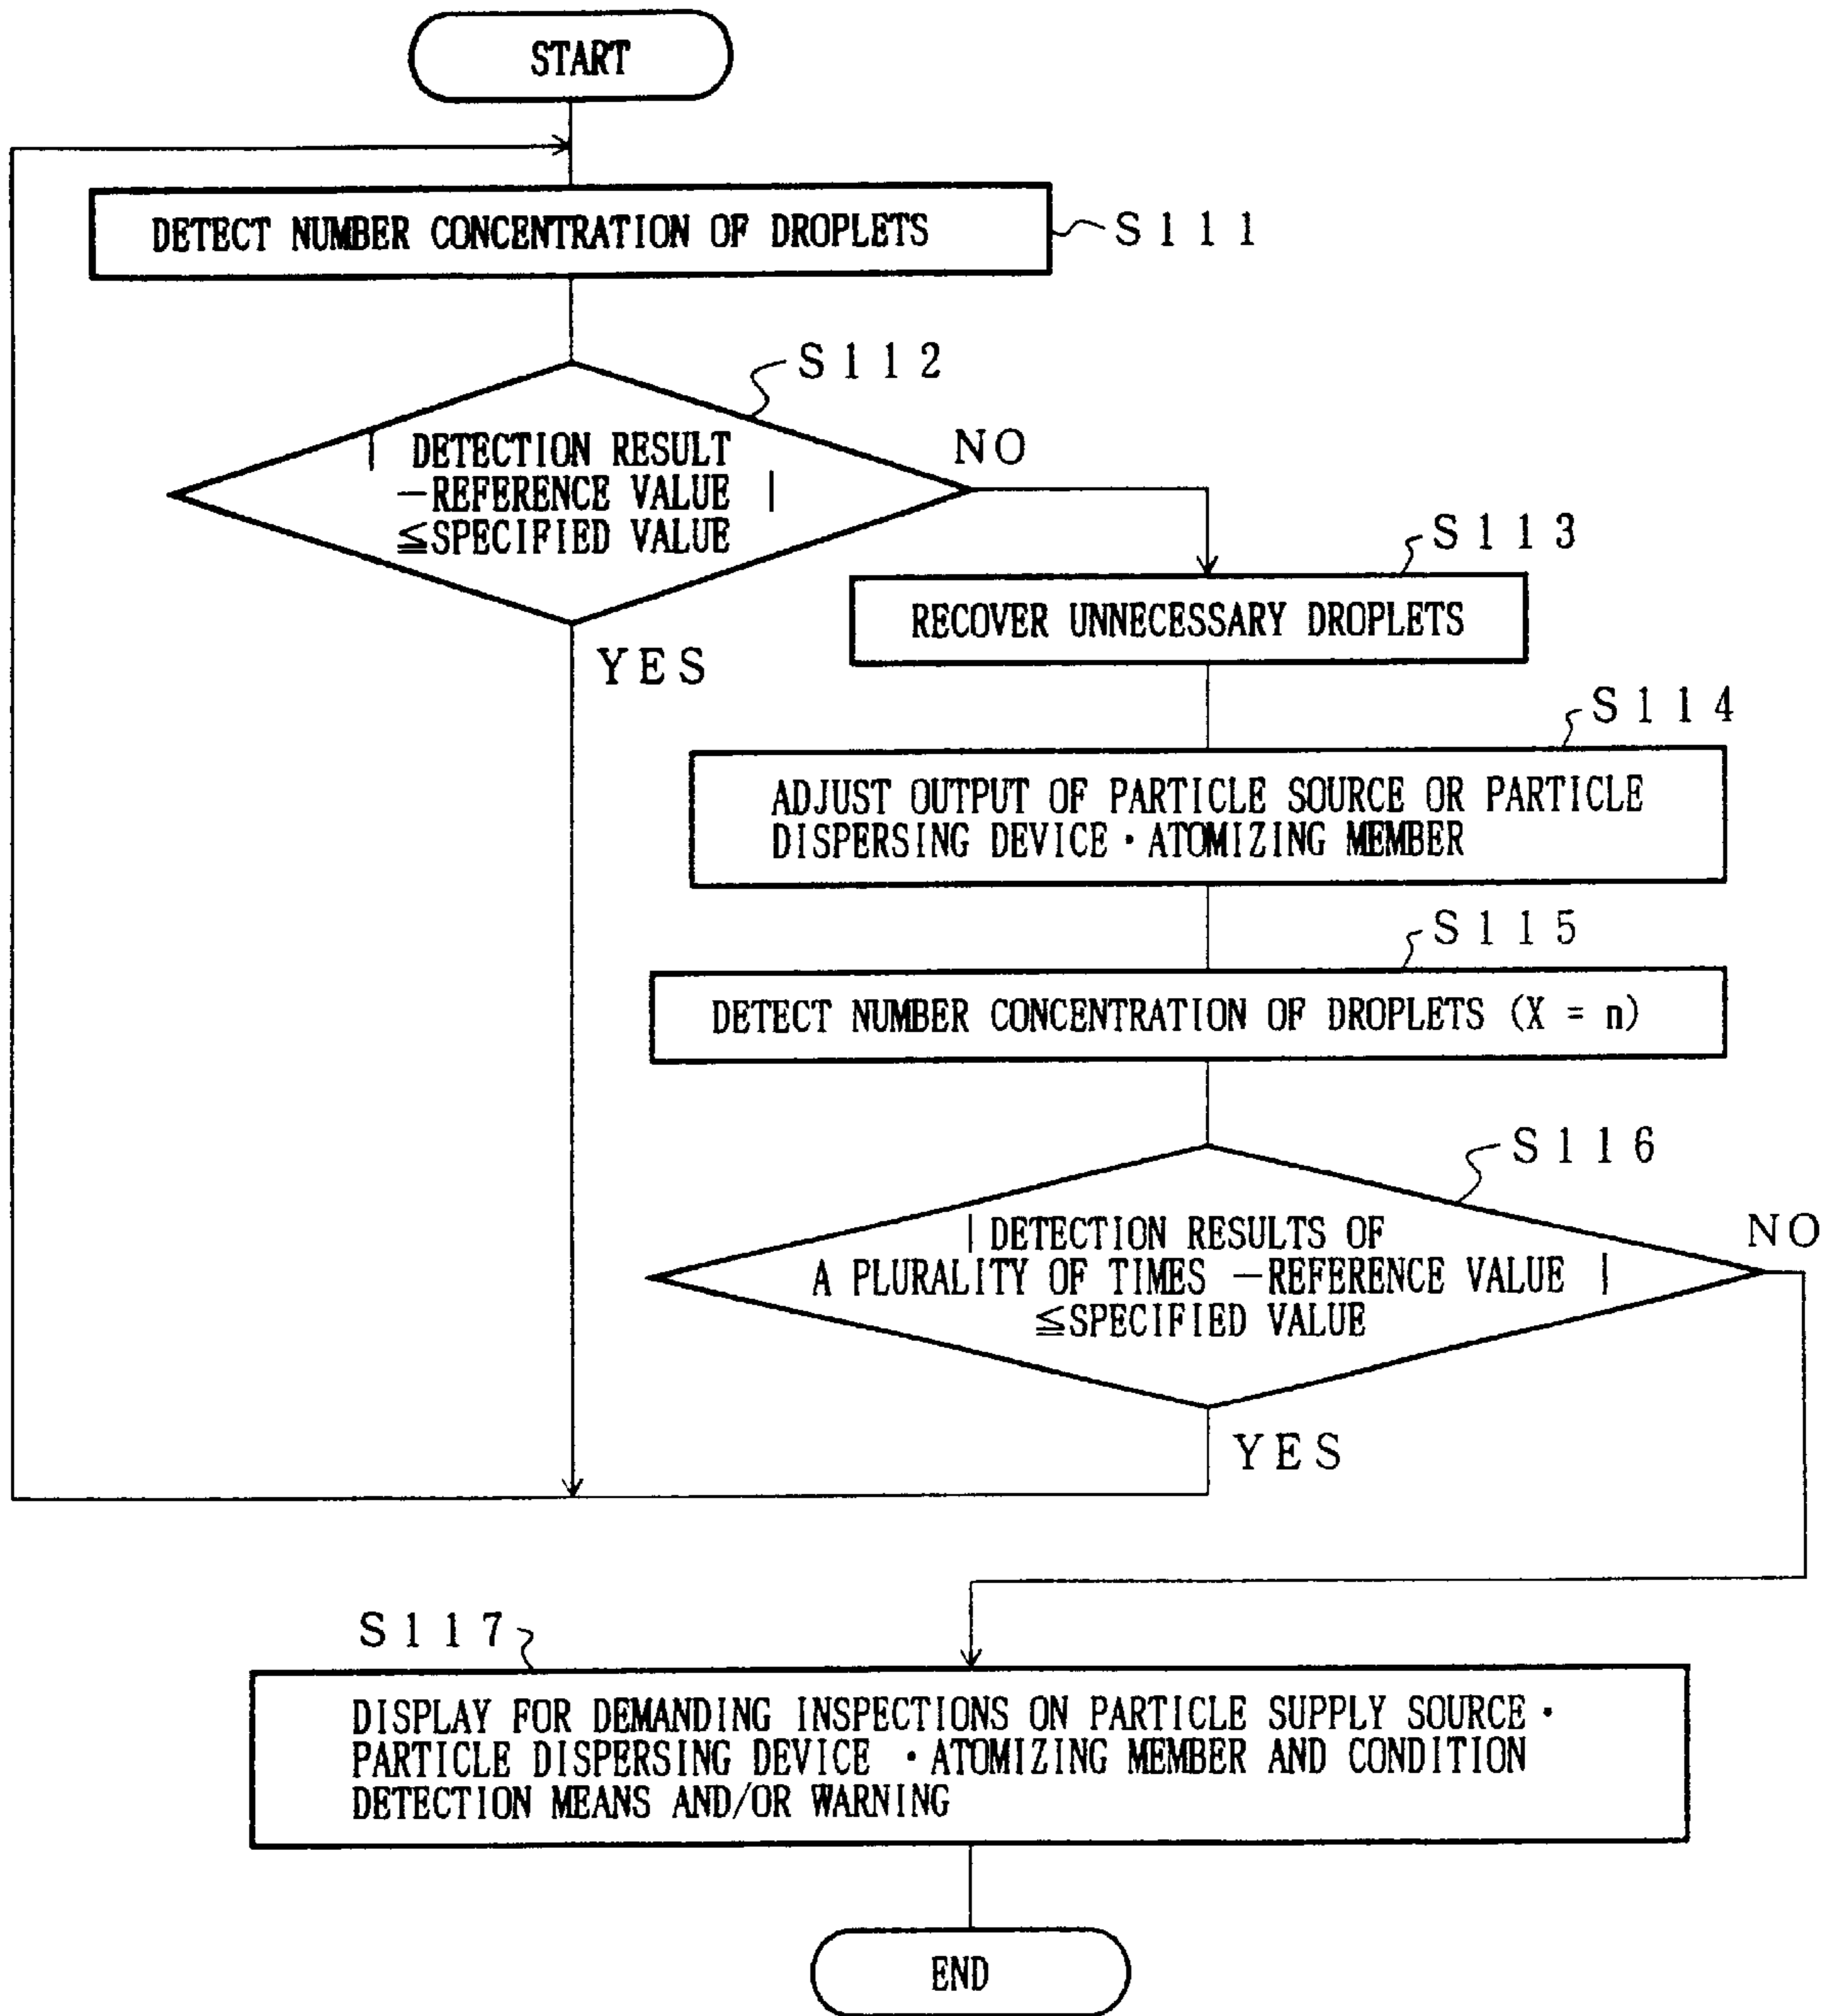 START
DETECT NUMBER CONCENTRATION OF DROPLETS
S111
S112
| DETECTION RESULT
−REFERENCE VALUE |
≦SPECIFIED VALUE
NO
YES
S113
RECOVER UNNECESSARY DROPLETS
S114
ADJUST OUTPUT OF PARTICLE SOURCE OR PARTICLE
DISPERSING DEVICE・ATOMIZING MEMBER
S115
DETECT NUMBER CONCENTRATION OF DROPLETS (X = n)
S116
| DETECTION RESULTS OF
A PLURALITY OF TIMES −REFERENCE VALUE |
≦SPECIFIED VALUE
NO
YES
S117
DISPLAY FOR DEMANDING INSPECTIONS ON PARTICLE SUPPLY SOURCE・
PARTICLE DISPERSING DEVICE ・ATOMIZING MEMBER AND CONDITION
DETECTION MEANS AND/OR WARNING
END